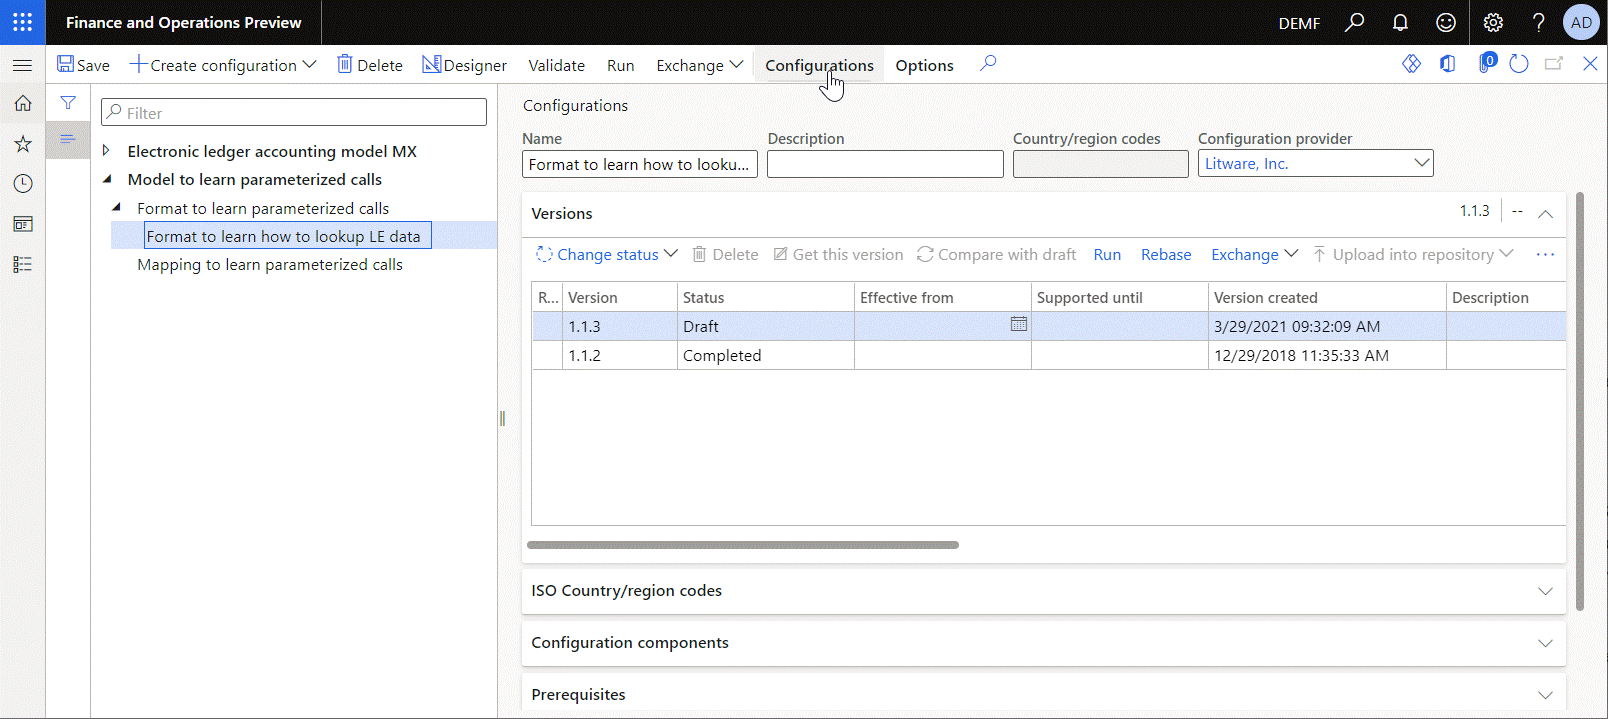 Finance and Operations Preview DEMF AD
Save Create configuration Delete Designer Validate Run Exchange Configurations Options 0
Filter
Electronic ledger accounting model MX
Model to learn parameterized calls
Format to learn parameterized calls
Format to learn how to lookup LE data
Mapping to learn parameterized calls
Configurations
Name Description Country/region codes Configuration provider
Format to learn how to looku... Litware, Inc.
Versions 1.1.3 --
Change status Delete Get this version Compare with draft Run Rebase Exchange Upload into repository ...
R... Version Status Effective from Supported until Version created Description
1.1.3 Draft 3/29/2021 09:32:09 AM
1.1.2 Completed 12/29/2018 11:35:33 AM
ISO Country/region codes
Configuration components
Prerequisites